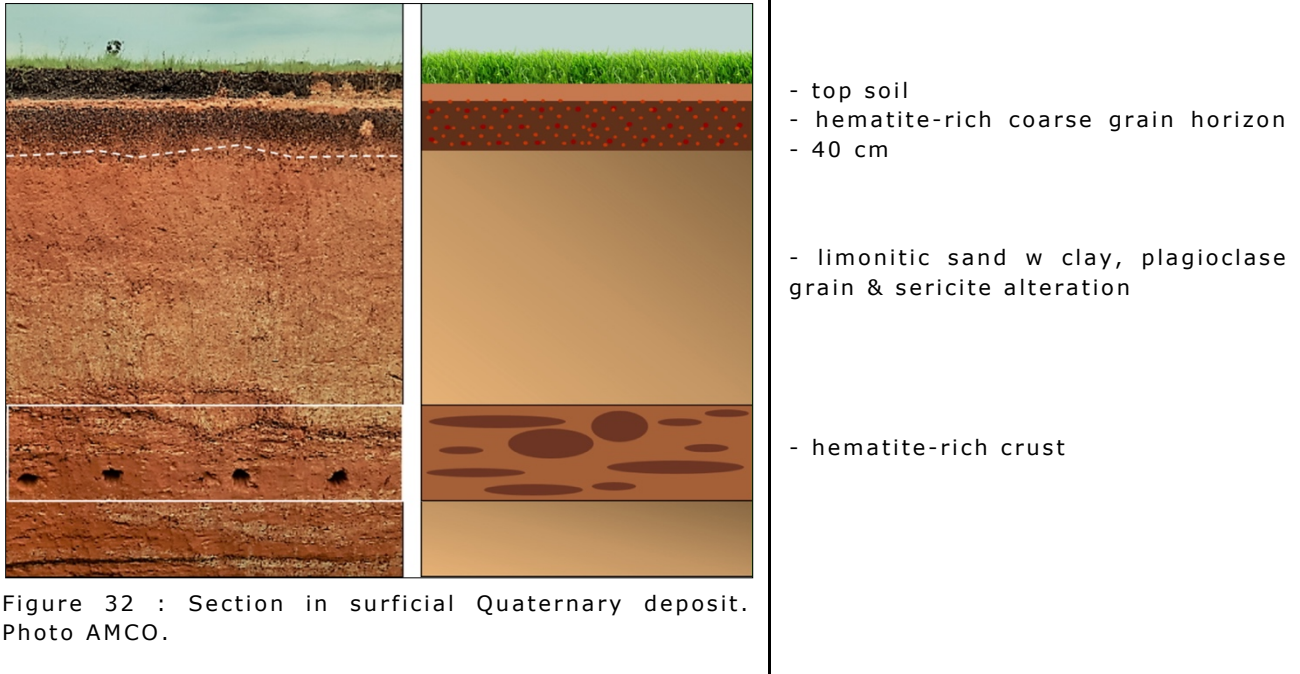 - top soil
- hematite-rich coarse grain horizon
- 40 cm
- limonitic sand w clay, plagioclase
grain & sericite alteration
- hematite-rich crust
Figure 32 : Section in surficial Quaternary deposit.
Photo AMCO.